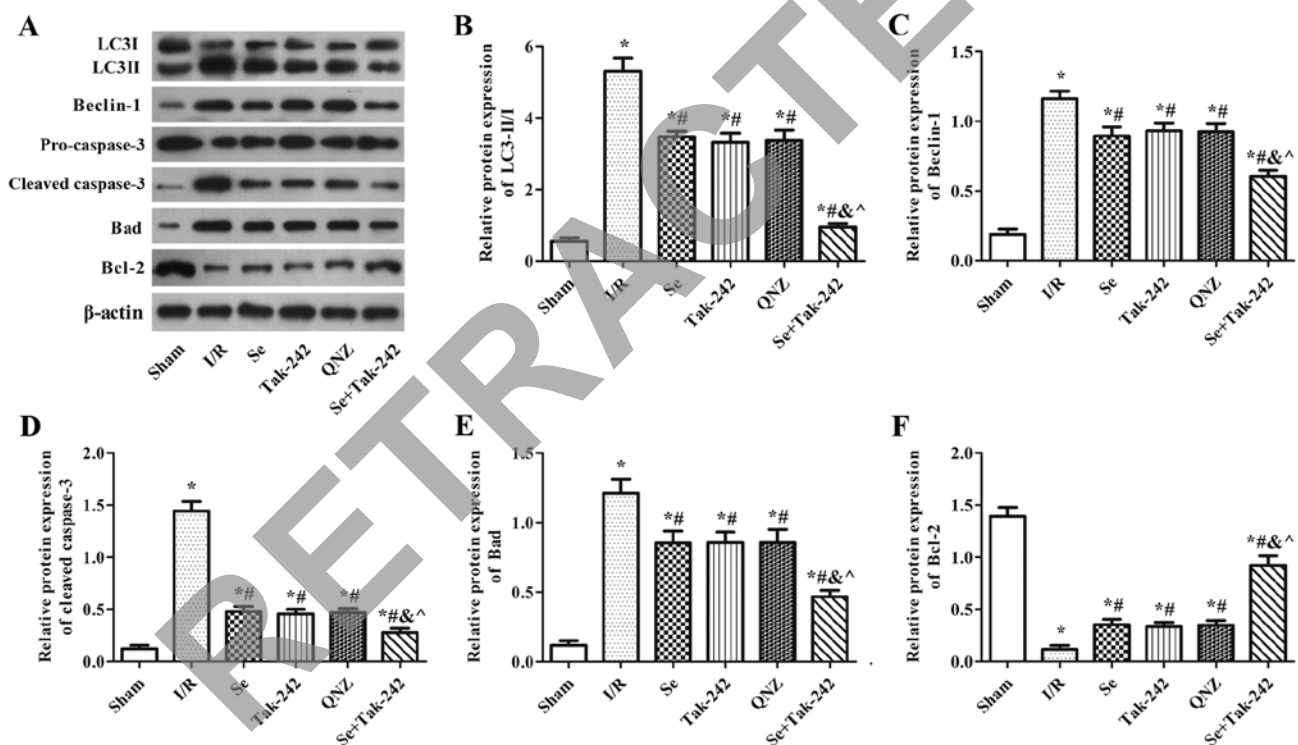 A
LC3I
LC3II
Beclin-1
Pro-caspase-3
Cleaved caspase-3
Bad
Bcl-2
β-actin
Sham
I/R
Se
Tak-242
QNZ
Se+Tak-242
B
Relative protein expression
of LC3-II/I
6
4
2
0
*
*#
*#
*#
*#&^
Sham
I/R
Se
Tak-242
QNZ
Se+Tak-242
C
Relative protein expression
of Beclin-1
1.5
1.0
0.5
0.0
*
*#
*#
*#
*#&^
Sham
I/R
Se
Tak-242
QNZ
Se+Tak-242
D
Relative protein expression
of cleaved caspase-3
2.0
1.5
1.0
0.5
0.0
*
*#
*#
*#
*#&^
Sham
I/R
Se
Tak-242
QNZ
Se+Tak-242
E
Relative protein expression
of Bad
1.5
1.0
0.5
0.0
*
*#
*#
*#
*#&^
Sham
I/R
Se
Tak-242
QNZ
Se+Tak-242
F
Relative protein expression
of Bcl-2
2.0
1.5
1.0
0.5
0.0
*
*#
*#
*#
*#&^
Sham
I/R
Se
Tak-242
QNZ
Se+Tak-242
RETRACTE